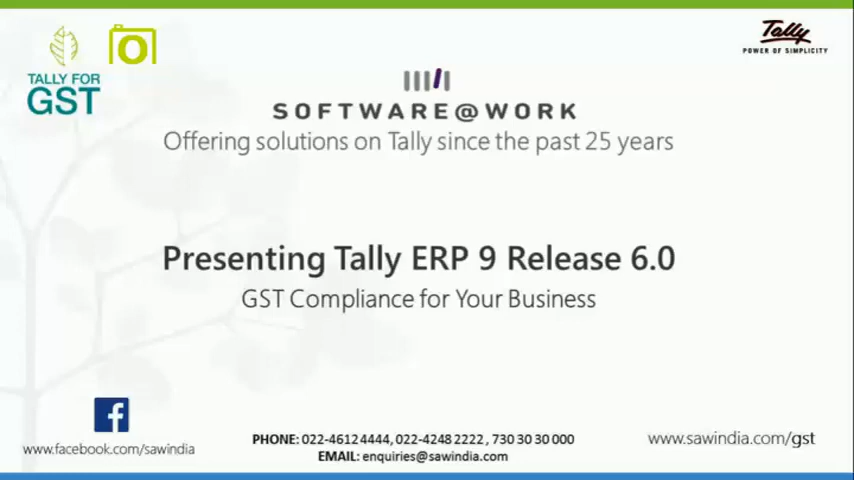 TALLY FOR
GST
Tally
POWER OF SIMPLICITY
SOFTWARE@WORK
Offering solutions on Tally since the past 25 years
Presenting Tally ERP 9 Release 6.0
GST Compliance for Your Business
www.facebook.com/sawindia
PHONE: 022-46124444, 022-4248 2222 , 730 30 30 000
EMAIL: enquiries@sawindia.com
www.sawindia.com/gst